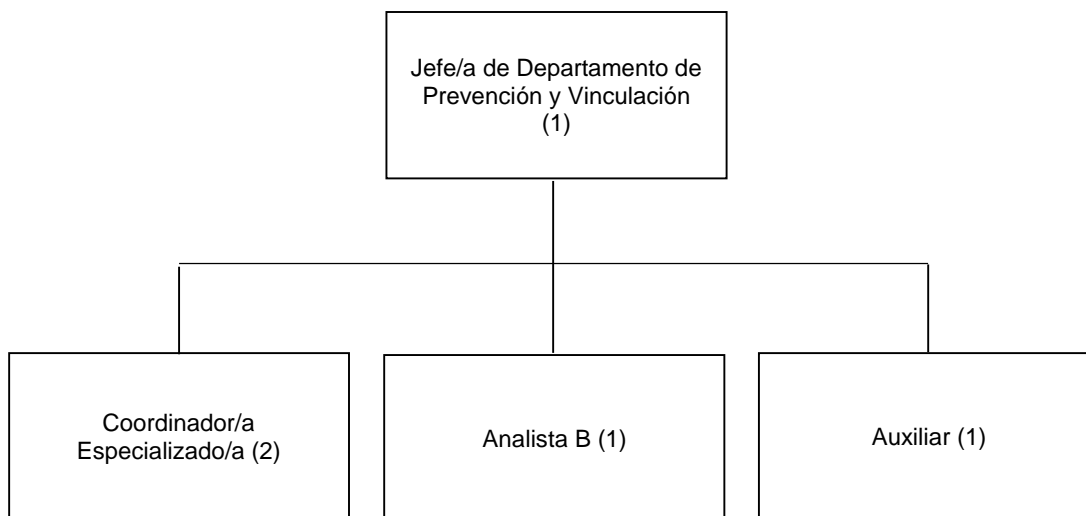 Jefe/a de Departamento de
Prevención y Vinculación
(1)
Coordinador/a
Especializado/a (2)
Analista B (1)
Auxiliar (1)